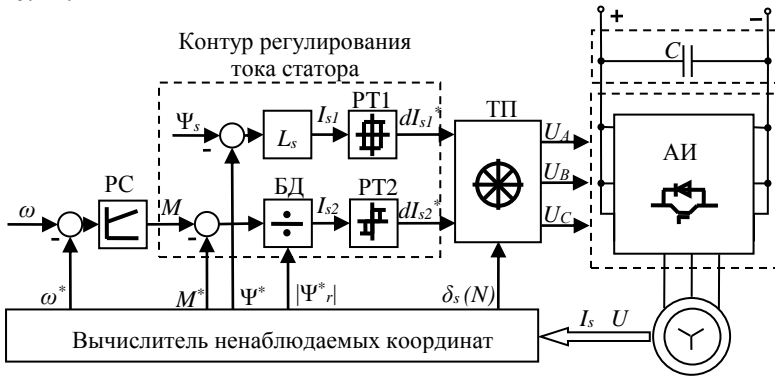 + –
Контур регулирования
тока статора
C
Ψs
Is1
РТ1
dIs1*
ТП
Ls
UA
АИ
РС
БД
РТ2
UB
ω
M
Is2
dIs2*
UC
ω*
M*
Ψ*
|Ψ*r|
δs (N)
Is U
Вычислитель ненаблюдаемых координат